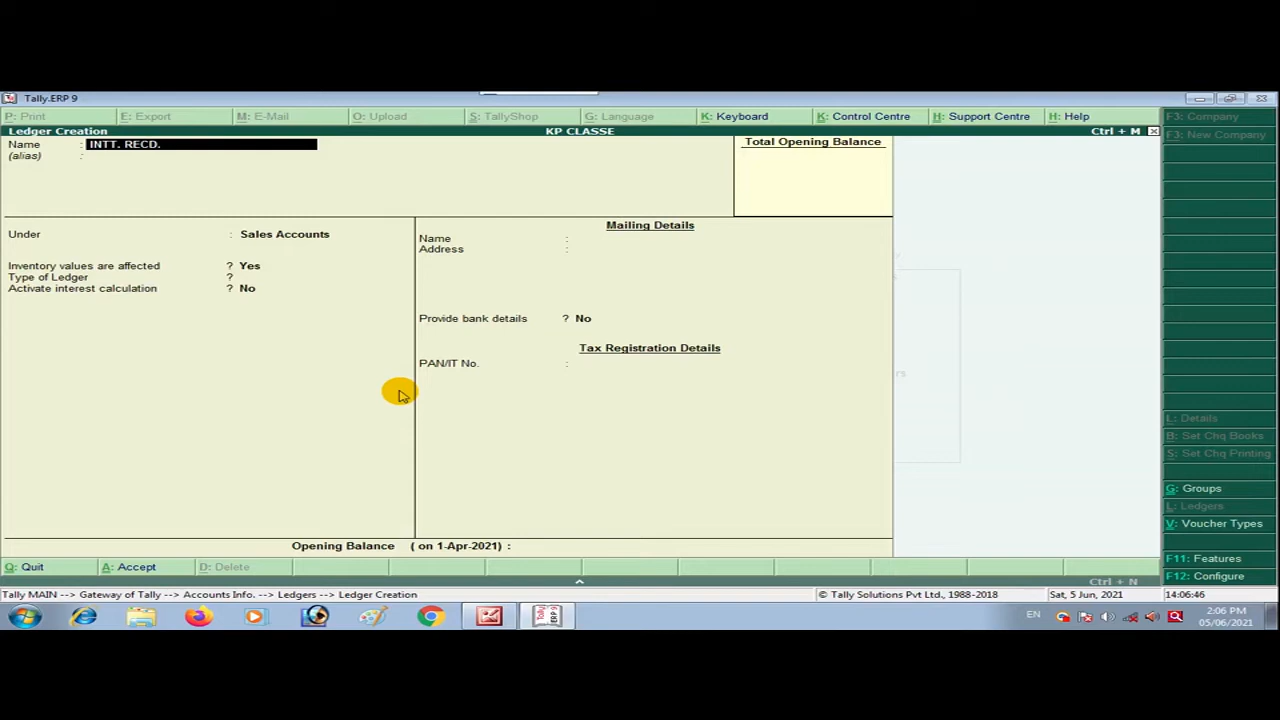 Tally.ERP 9
P: Print E: Export M: E-Mail O: Upload S: TallyShop G: Language K: Keyboard K: Control Centre H: Support Centre H: Help
F3: Company
F3: New Company
Ledger Creation KP CLASSE Ctrl + M
Name : INTT. RECD.
(alias) :
Total Opening Balance
Under : Sales Accounts
Inventory values are affected ? Yes
Type of Ledger ?
Activate interest calculation ? No
Mailing Details
Name :
Address :
Provide bank details ? No
Tax Registration Details
PAN/IT No. :
L: Details
B: Set Chq Books
S: Set Chq Printing
G: Groups
L: Ledgers
V: Voucher Types
F11: Features
F12: Configure
Opening Balance ( on 1-Apr-2021) :
Q: Quit A: Accept D: Delete
Ctrl + N
Tally MAIN --> Gateway of Tally --> Accounts Info. --> Ledgers --> Ledger Creation © Tally Solutions Pvt Ltd., 1988-2018 Sat, 5 Jun, 2021 14:06:46
EN 2:06 PM
05/06/2021